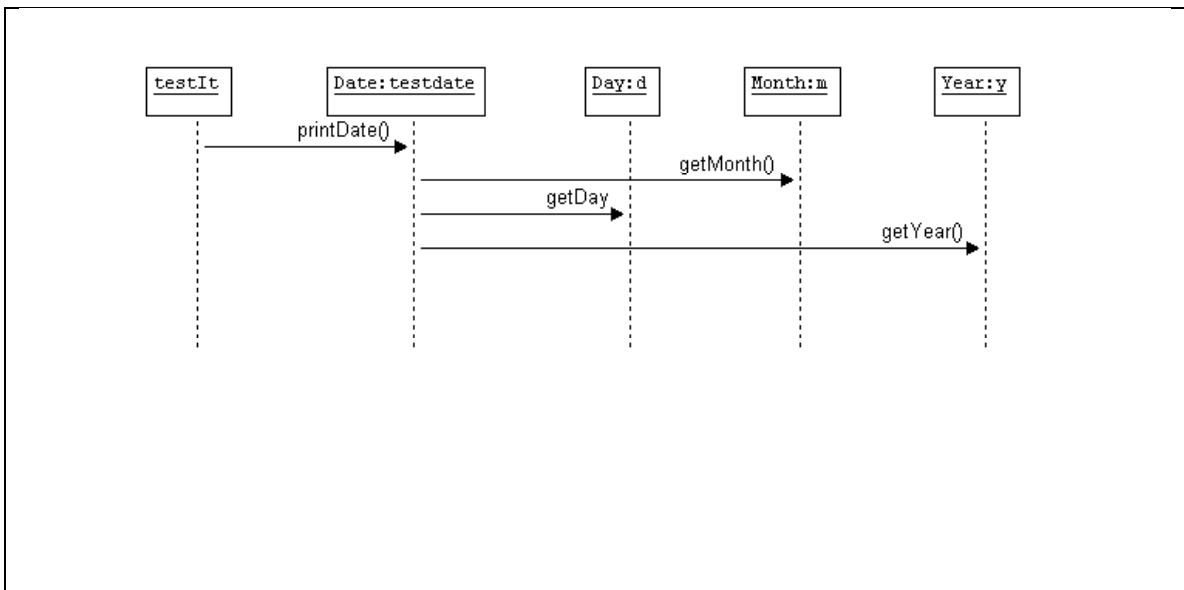 testIt
Date:testdate
Day:d
Month:m
Year:y
printDate()
getMonth()
getDay
getYear()